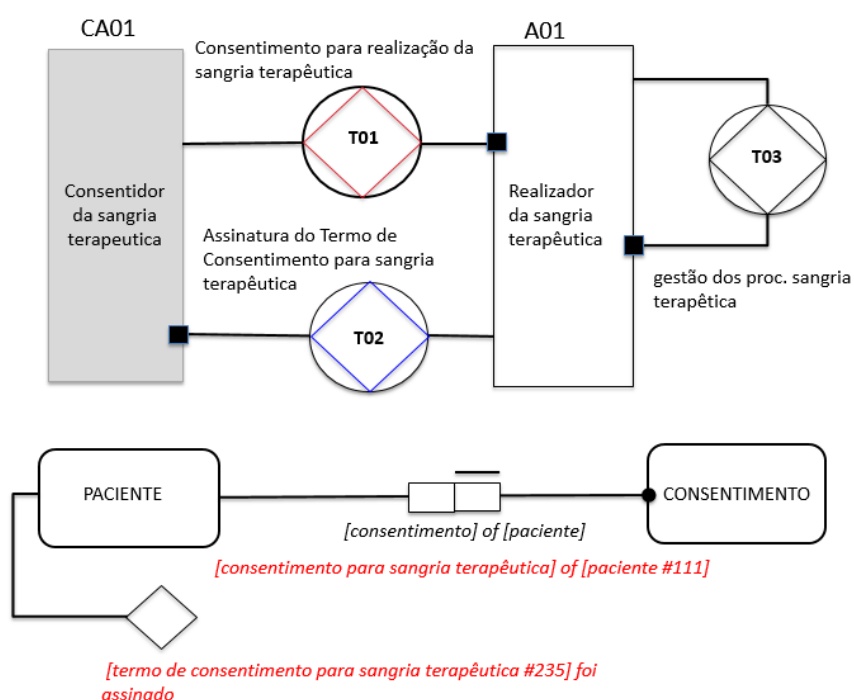 CA01
Consentimento para realização da
sangria terapêutica
A01
T01
T03
Consentidor
da sangria
terapeutica
Realizador
da sangria
terapêutica
Assinatura do Termo de
Consentimento para sangria
terapêutica
gestão dos proc. sangria
terapêtica
T02
PACIENTE
CONSENTIMENTO
[consentimento] of [paciente]
[consentimento para sangria terapêutica] of [paciente #111]
[termo de consentimento para sangria terapêutica #235] foi
assinado